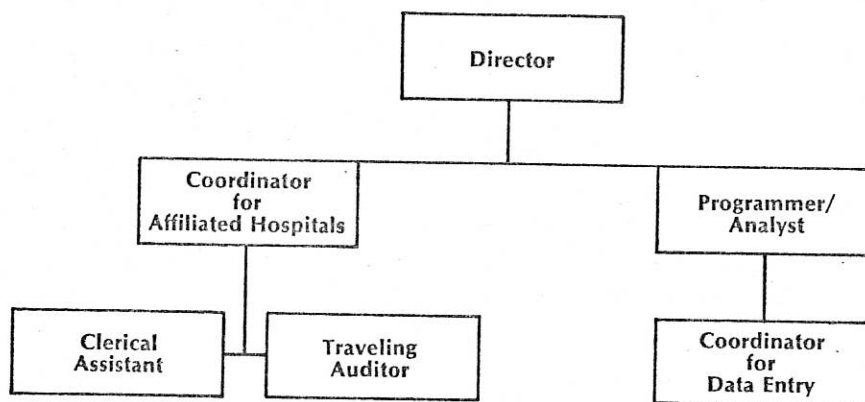 Director
Coordinator
for
Affiliated Hospitals
Programmer/
Analyst
Clerical
Assistant
Traveling
Auditor
Coordinator
for
Data Entry